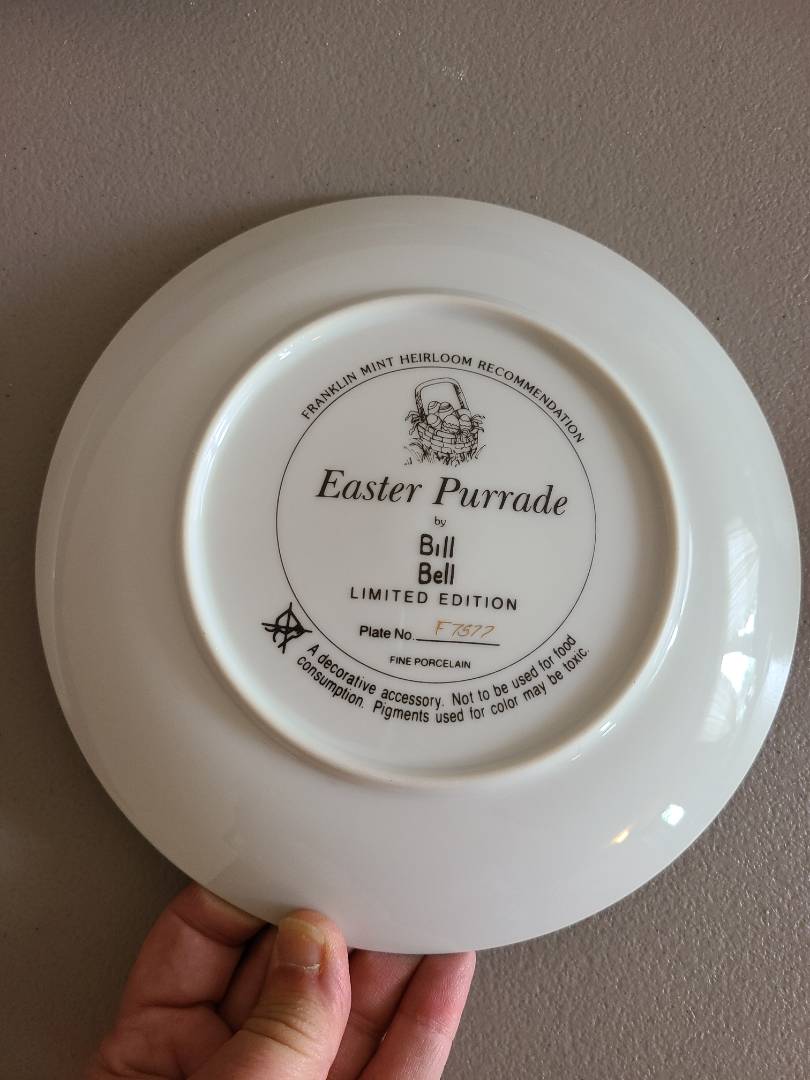 FRANKLIN MINT HEIRLOOM RECOMMENDATION
Easter Purrade
by
Bill
Bell
LIMITED EDITION
Plate No. F7577
FINE PORCELAIN
A decorative accessory. Not to be used for food
consumption. Pigments used for color may be toxic.